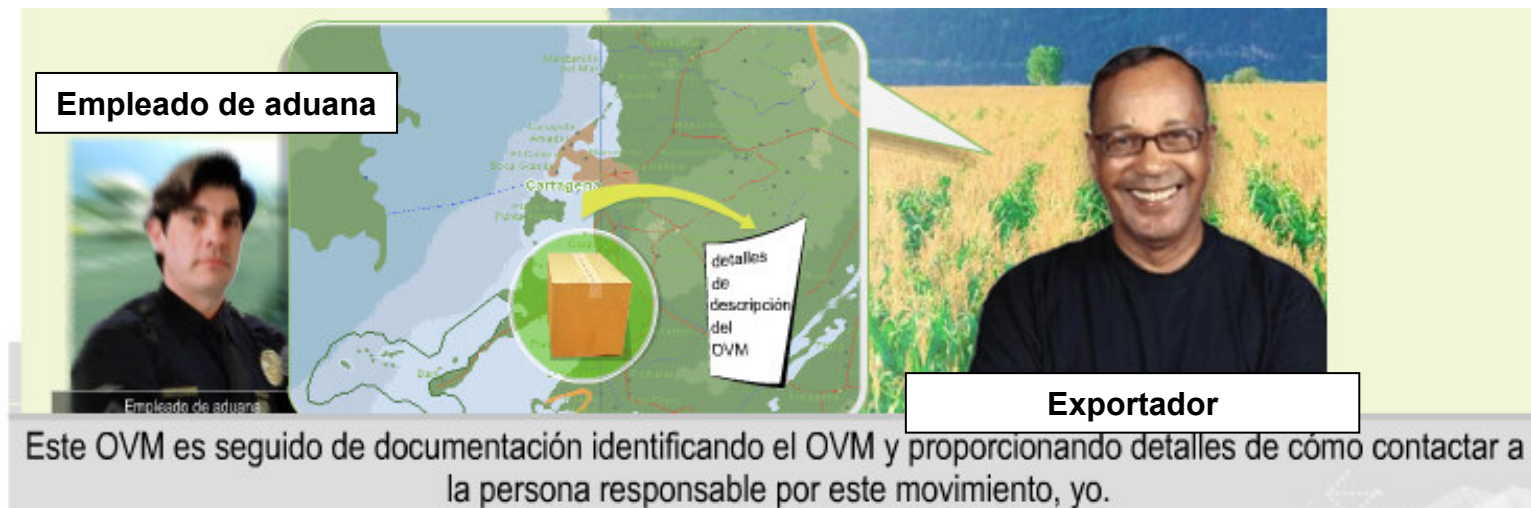 Empleado de aduana
Cartagena
detalles
de
descripción
del
OVM
Empleado de aduana
Exportador
Este OVM es seguido de documentación identificando el OVM y proporcionando detalles de cómo contactar a
la persona responsable por este movimiento, yo.